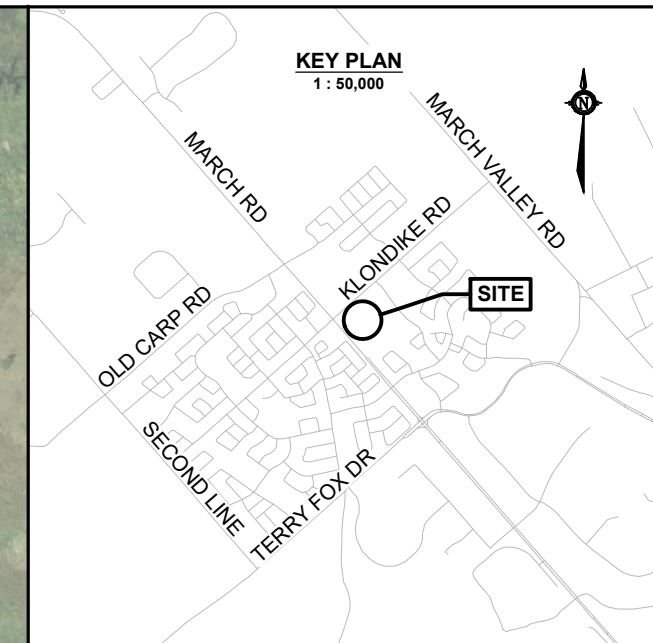 KEY PLAN
1 : 50,000
N
MARCH RD
MARCH VALLEY RD
KLONDIKE RD
SITE
OLD CARP RD
SECOND LINE
TERRY FOX DR